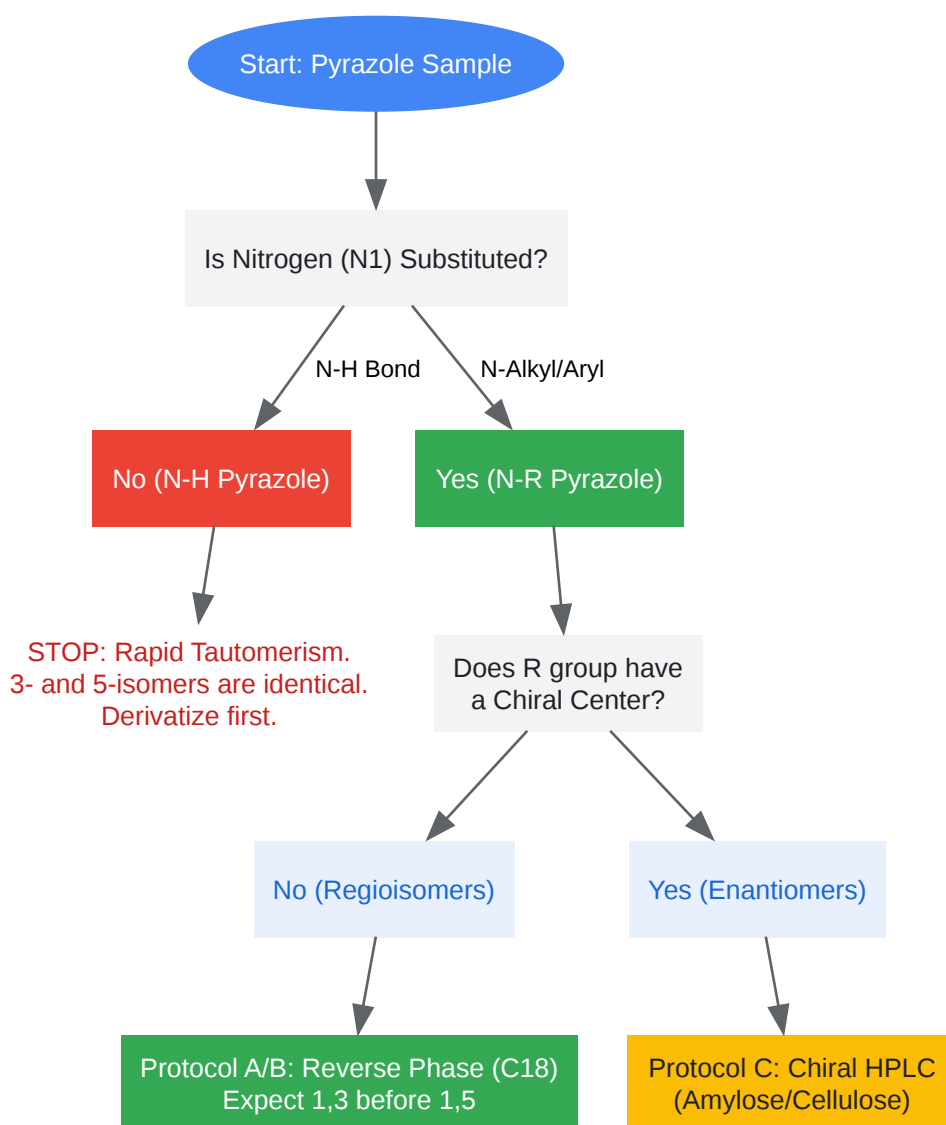 Start: Pyrazole Sample
Is Nitrogen (N1) Substituted?
N-H Bond
N-Alkyl/Aryl
No (N-H Pyrazole)
Yes (N-R Pyrazole)
STOP: Rapid Tautomerism.
3- and 5-isomers are identical.
Derivatize first.
Does R group have
a Chiral Center?
No (Regioisomers)
Yes (Enantiomers)
Protocol A/B: Reverse Phase (C18)
Expect 1,3 before 1,5
Protocol C: Chiral HPLC
(Amylose/Cellulose)